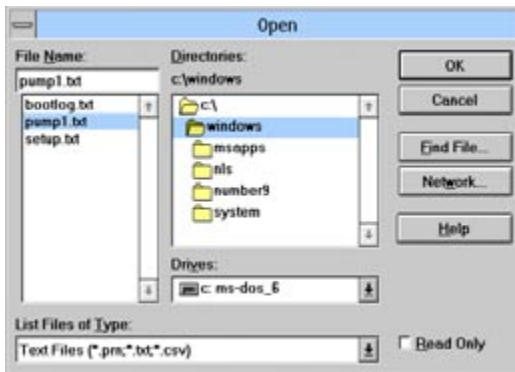 Open
File Name:
pump1.txt
bootlog.txt
pump1.txt
setup.txt
Directories:
c:\windows
c:\
windows
msapps
nls
number9
system
Drives:
c: ms-dos_6
List Files of Type:
Text Files (*.prn;*.txt;*.csv)
OK
Cancel
Find File...
Network...
Help
Read Only